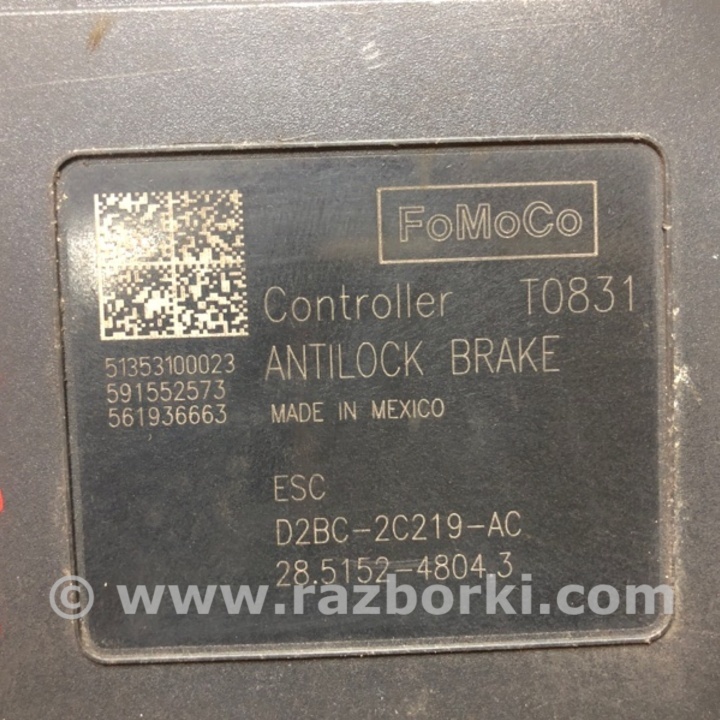 FoMoCo
Controller T0831
ANTILOCK BRAKE
MADE IN MEXICO
51353100023
591552573
561936663
ESC
D2BC-2C219-AC
28.5152-4804.3
© www.razborki.com